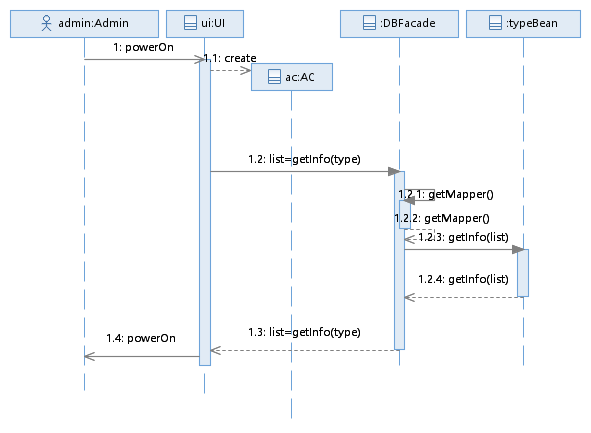 admin:Admin
ui:UI
:DBFacade
:typeBean
1: powerOn
1.1: create
ac:AC
1.2: list=getInfo(type)
1.2.1: getMapper()
1.2.2: getMapper()
1.2.3: getInfo(list)
1.2.4: getInfo(list)
1.3: list=getInfo(type)
1.4: powerOn